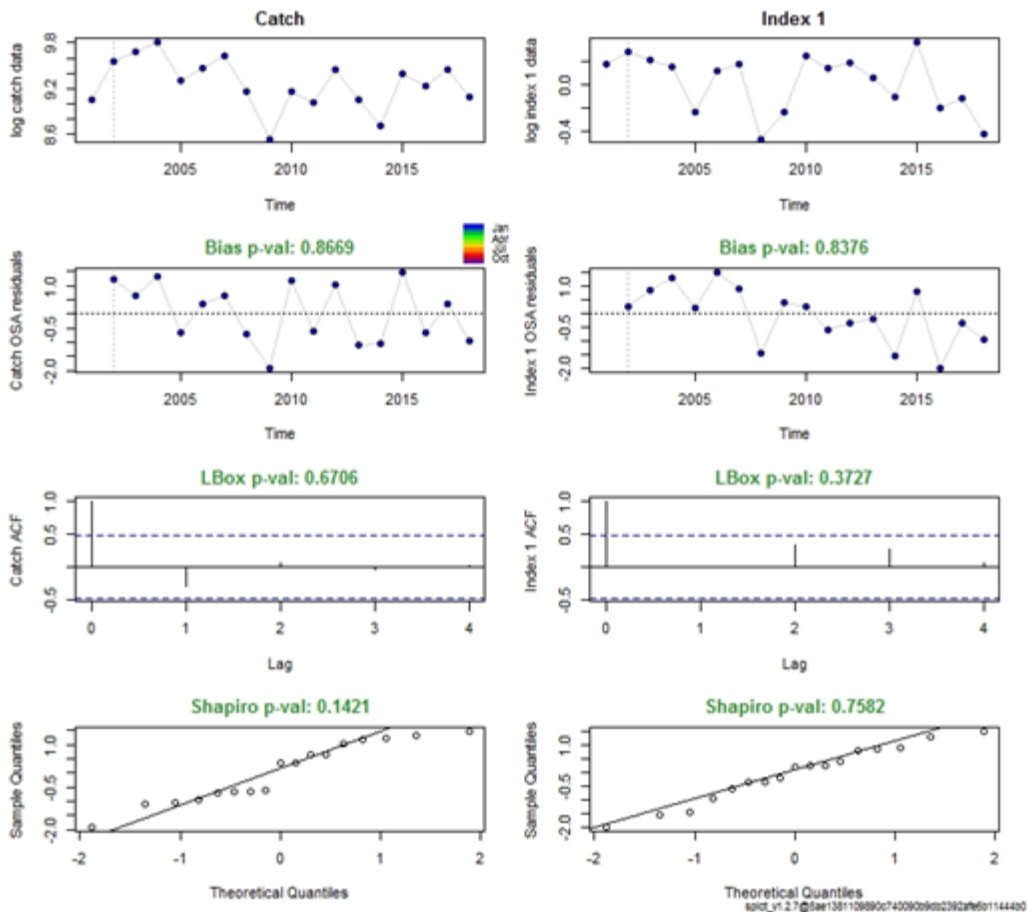 Catch
Index 1
log catch data
8.6 9.2 9.8
2005 2010 2015
Time
log index 1 data
-0.4 0.0
2005 2010 2015
Time
Bias p-val: 0.8669
Jan
Bias p-val: 0.8376
Catch OSA residuals
-2.0 -0.5 1.0
2005 2010 2015
Time
Index 1 OSA residuals
-2.0 -0.5 1.0
2005 2010 2015
Time
LBox p-val: 0.6706
LBox p-val: 0.3727
Catch ACF
-0.5 0.5 1.0
0 1 2 3 4
Lag
Index 1 ACF
-0.5 0.5 1.0
0 1 2 3 4
Lag
Shapiro p-val: 0.1421
Shapiro p-val: 0.7582
Sample Quantiles
-2.0 -0.5 1.0
-2 -1 0 1 2
Theoretical Quantiles
Sample Quantiles
-2.0 -0.5 1.0
-2 -1 0 1 2
Theoretical Quantiles